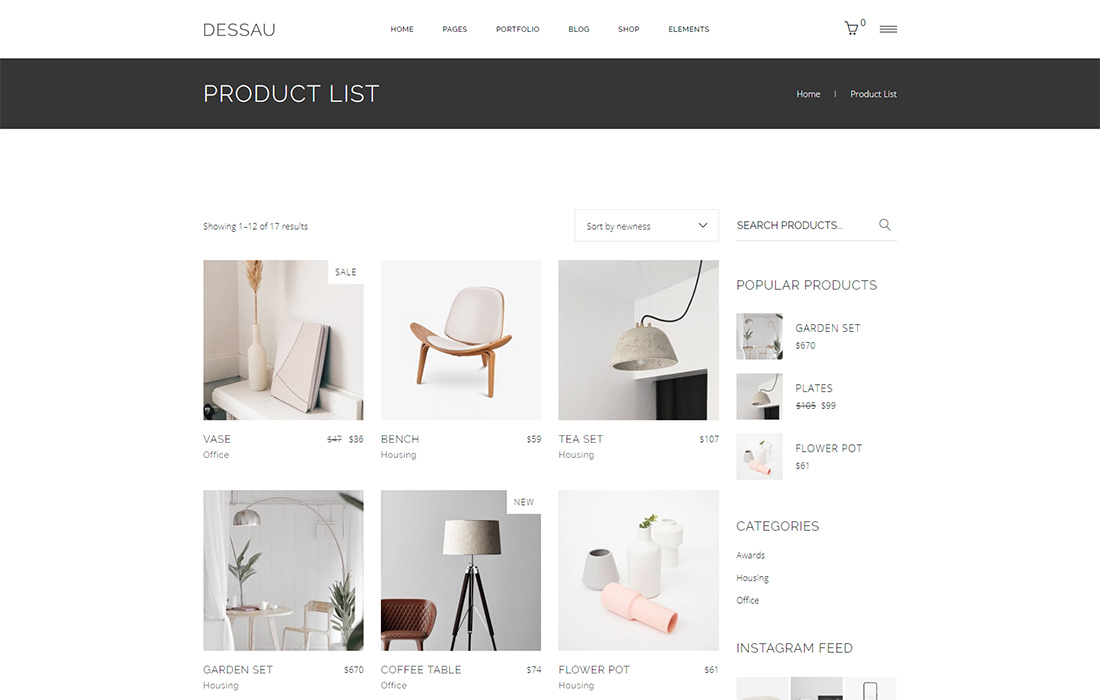 DESSAU
HOME PAGES PORTFOLIO BLOG SHOP ELEMENTS
0
PRODUCT LIST
Home | Product List
Showing 1–12 of 17 results
Sort by newness
SEARCH PRODUCTS...
SALE
VASE $47 $36
Office
BENCH $59
Housing
TEA SET $107
Housing
NEW
GARDEN SET $670
Housing
COFFEE TABLE $74
Office
FLOWER POT $61
Housing
POPULAR PRODUCTS
GARDEN SET
$670
PLATES
$105 $99
FLOWER POT
$61
CATEGORIES
Awards
Housing
Office
INSTAGRAM FEED